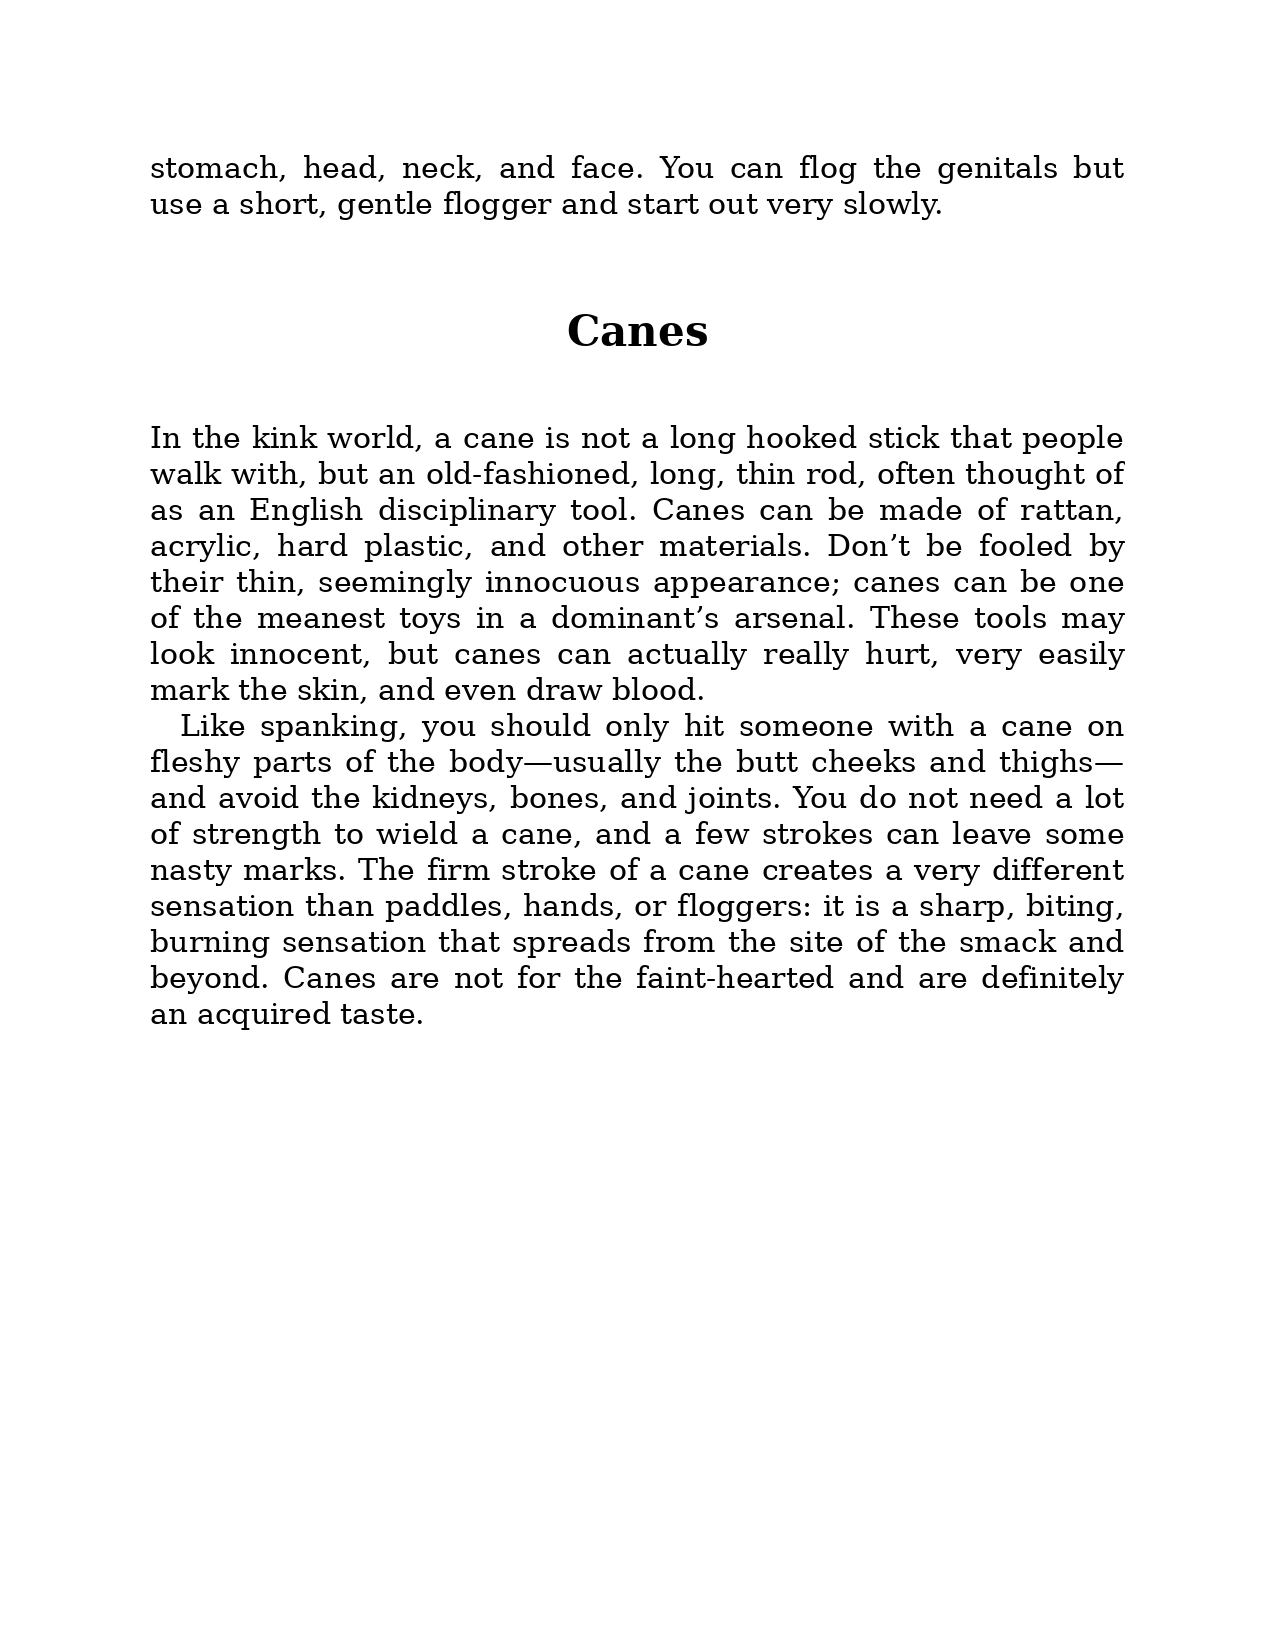 stomach, head, neck, and face. You can flog the genitals but
use a short, gentle flogger and start out very slowly.
Canes
In the kink world, a cane is not a long hooked stick that people
walk with, but an old-fashioned, long, thin rod, often thought of
as an English disciplinary tool. Canes can be made of rattan,
acrylic, hard plastic, and other materials. Don’t be fooled by
their thin, seemingly innocuous appearance; canes can be one
of the meanest toys in a dominant’s arsenal. These tools may
look innocent, but canes can actually really hurt, very easily
mark the skin, and even draw blood.
Like spanking, you should only hit someone with a cane on
fleshy parts of the body—usually the butt cheeks and thighs—
and avoid the kidneys, bones, and joints. You do not need a lot
of strength to wield a cane, and a few strokes can leave some
nasty marks. The firm stroke of a cane creates a very different
sensation than paddles, hands, or floggers: it is a sharp, biting,
burning sensation that spreads from the site of the smack and
beyond. Canes are not for the faint-hearted and are definitely
an acquired taste.